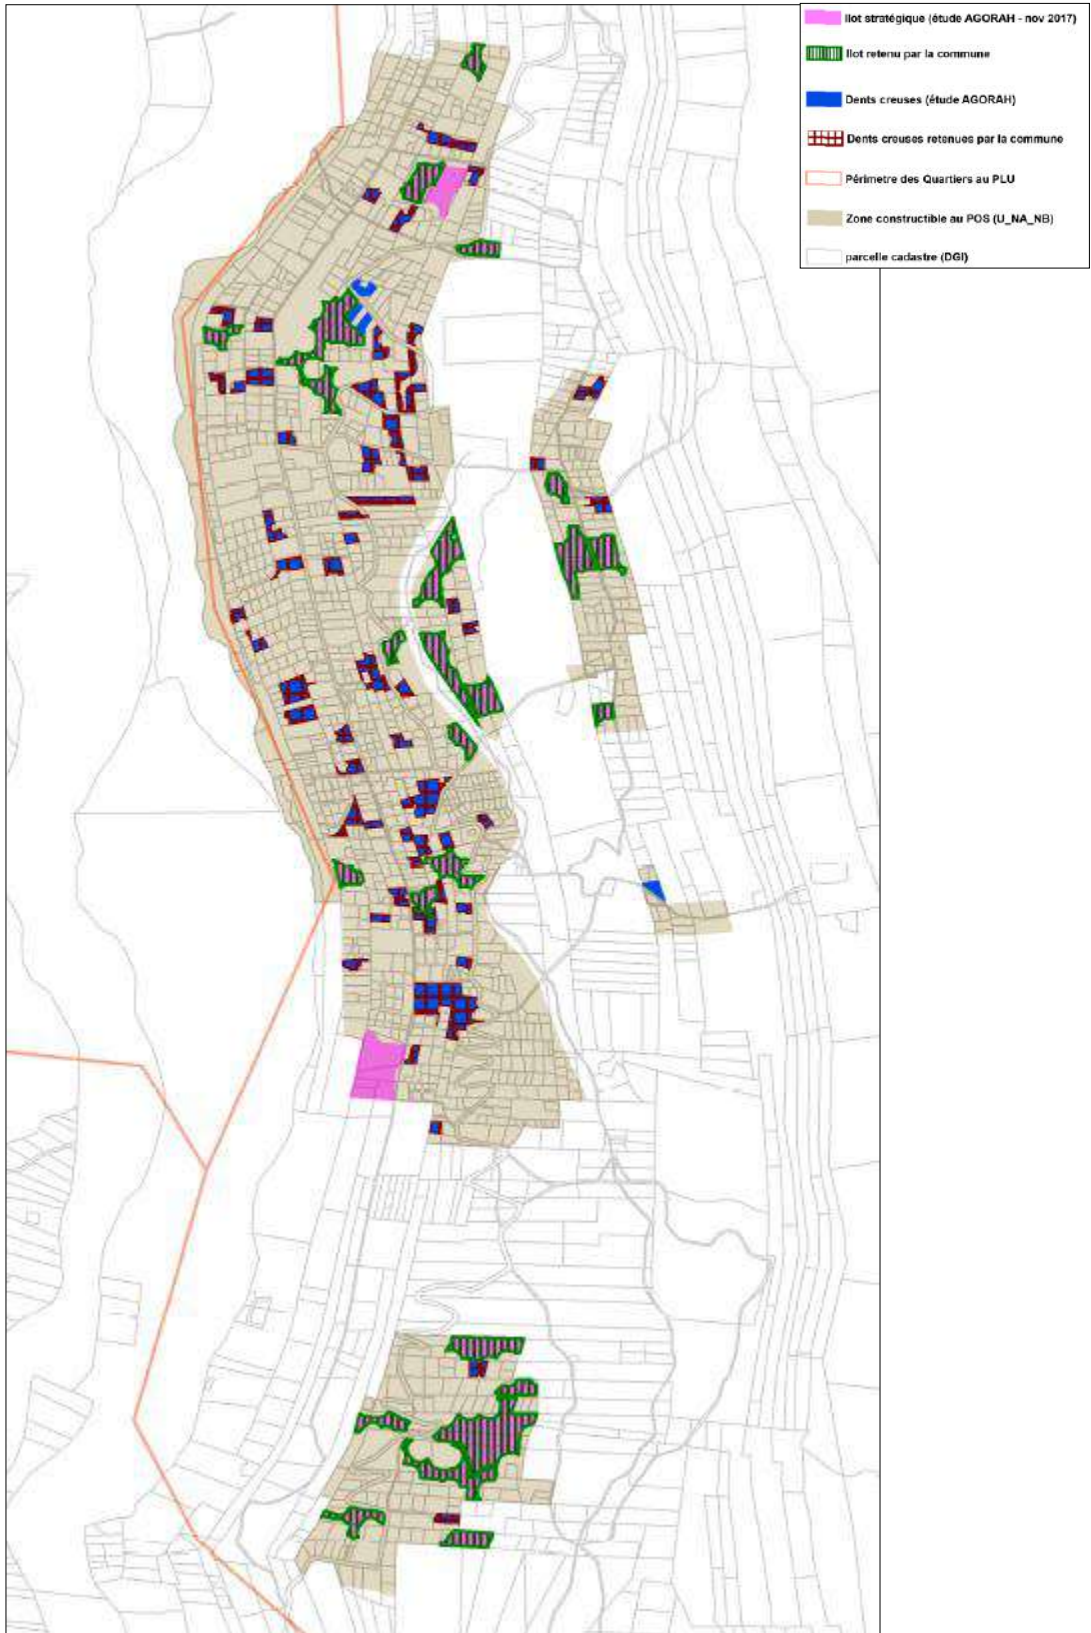 Ilot stratégique (étude AGORAH - nov 2017)
Ilot retenu par la commune
Dents creuses (étude AGORAH)
Dents creuses retenues par la commune
Périmetre des Quartiers au PLU
Zone constructible au POS (U_NA_NB)
parcelle cadastre (DGI)